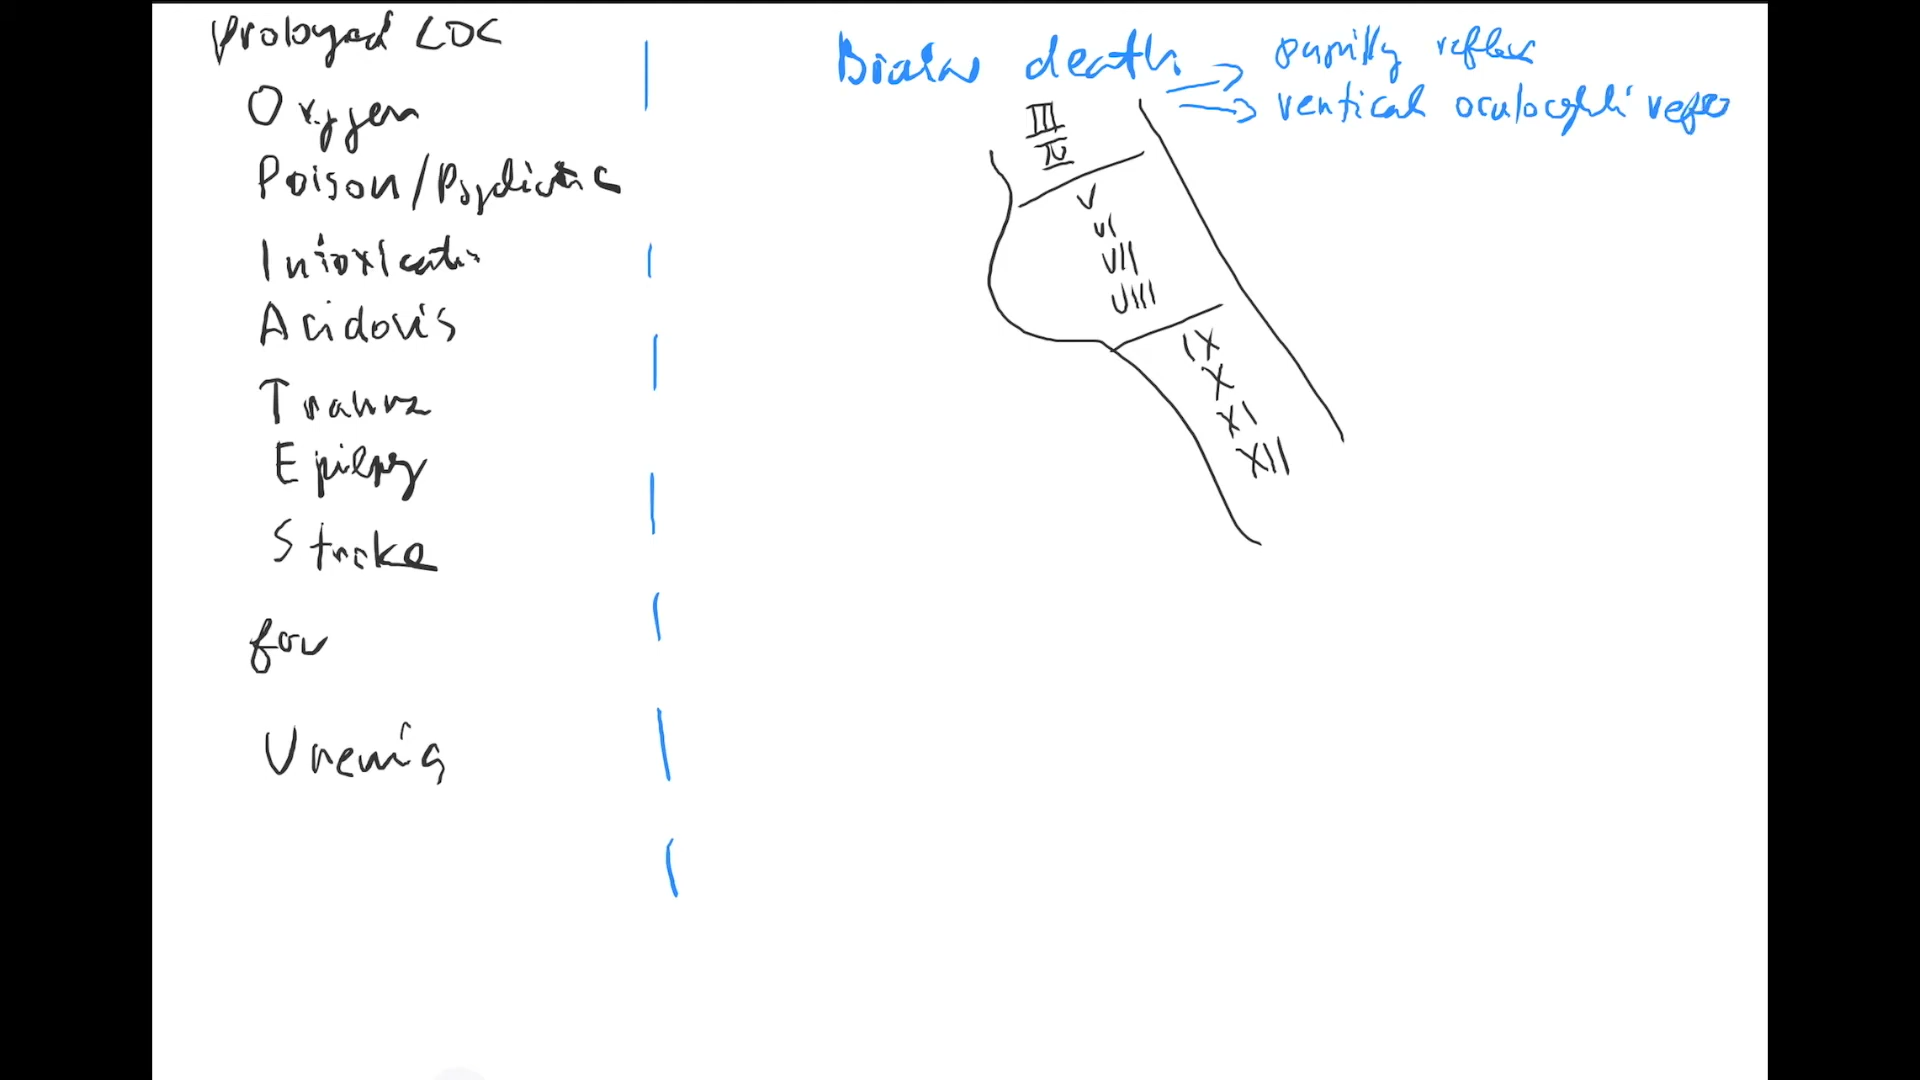 Prolonged LOC
Oxygen
Poison/Psychiatric
Intoxication
Acidosis
Trauma
Epilepsy
Stroke
for
Uremia
Brain death
pupillary reflex
vertical oculocephalic reflex
III
IV
V
VI
VII
VIII
IX
X
XI
XII